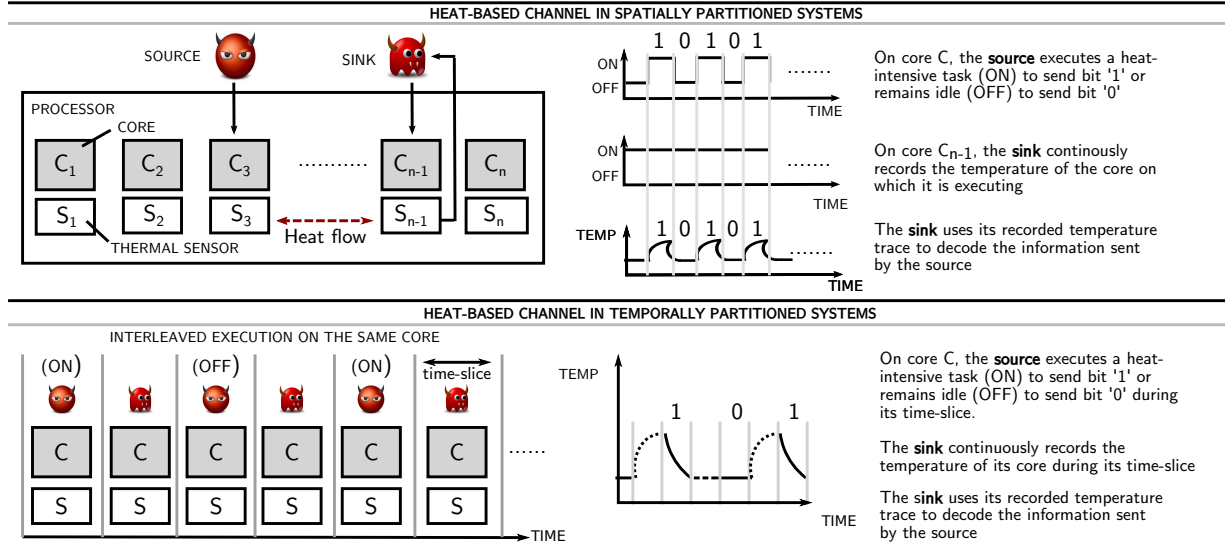 HEAT-BASED CHANNEL IN SPATIALLY PARTITIONED SYSTEMS
SOURCE
SINK
PROCESSOR
CORE
C1 C2 C3 ............ Cn-1 Cn
S1 S2 S3 Sn-1 Sn
Heat flow
THERMAL SENSOR
1 0 1 0 1
ON
OFF
........
TIME
ON
OFF
........
TIME
TEMP
1 0 1 0 1
........
TIME
On core C, the source executes a heat-
intensive task (ON) to send bit '1' or
remains idle (OFF) to send bit '0'
On core Cn-1, the sink continously
records the temperature of the core on
which it is executing
The sink uses its recorded temperature
trace to decode the information sent
by the source
HEAT-BASED CHANNEL IN TEMPORALLY PARTITIONED SYSTEMS
INTERLEAVED EXECUTION ON THE SAME CORE
(ON) (OFF) (ON) time-slice
C C C C C C ......
S S S S S S
TIME
TEMP
1 0 1
TIME
On core C, the source executes a heat-
intensive task (ON) to send bit '1' or
remains idle (OFF) to send bit '0' during
its time-slice.
The sink continuously records the
temperature of its core during its time-slice
The sink uses its recorded temperature
trace to decode the information sent
by the source